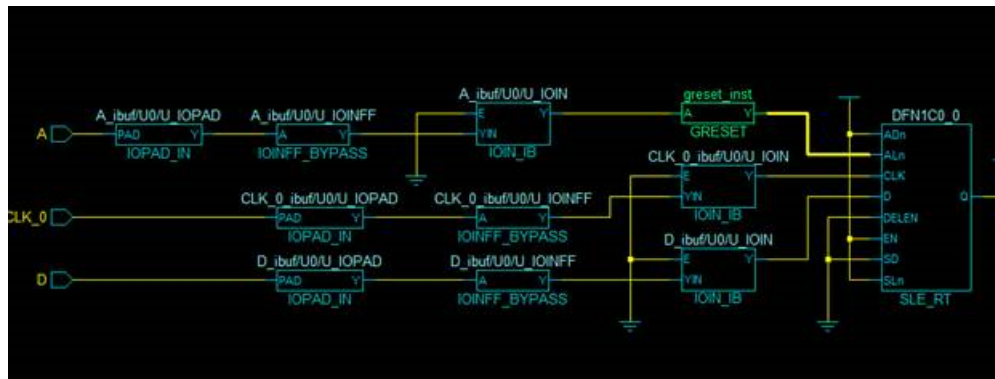 A_ibuf/U0/U_IOIN
greset_inst
A_ibuf/U0/U_IOPAD
A_ibuf/U0/U_IOINFF
DFN1C0_0
E
A Y
A
PAD Y
A Y
YIN
Y
GRESET
ADn
IOPAD_IN
IOINFF_BYPASS
IOIN_IB
CLK_0_ibuf/U0/U_IOIN
ALn
E Y
CLK
CLK_0_ibuf/U0/U_IOPAD
CLK_0_ibuf/U0/U_IOINFF
YIN
D
Q
CLK_0
PAD Y
A Y
IOIN_IB
DELEN
IOPAD_IN
IOINFF_BYPASS
D_ibuf/U0/U_IOIN
EN
D_ibuf/U0/U_IOPAD
D_ibuf/U0/U_IOINFF
E Y
SD
D
PAD Y
A Y
YIN
SLn
IOPAD_IN
IOINFF_BYPASS
IOIN_IB
SLE_RT